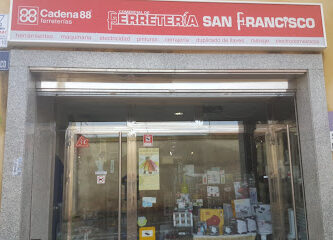 Cadena 88
ferreterías
COMERCIAL DE
FERRETERÍA SAN FRANCISCO
herramientas maquinaria electricidad pinturas cerrajería duplicado de llaves menaje electrodomésticos